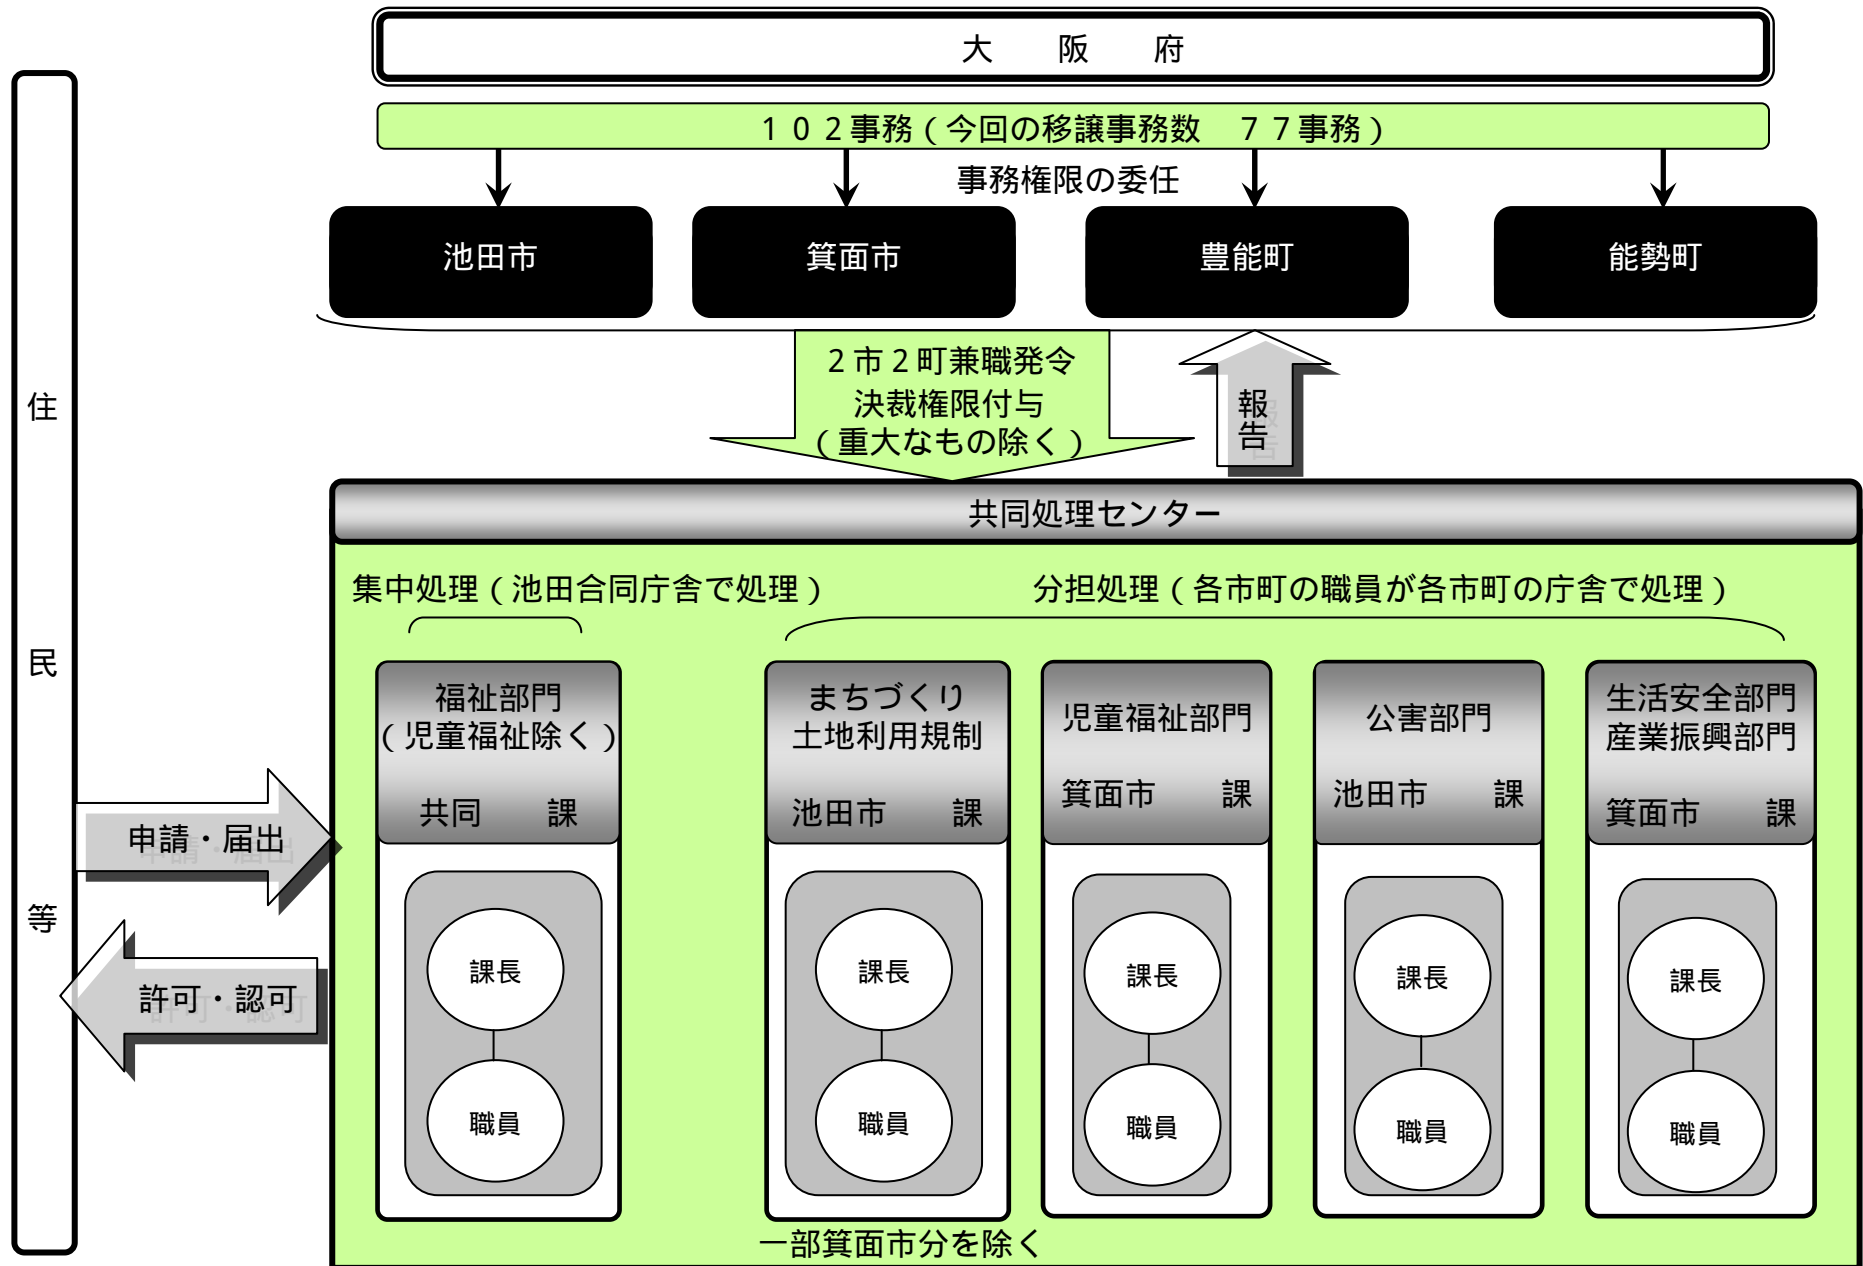 大　　阪　　府
１０２事務（今回の移譲事務数　７７事務）
事務権限の委任
池田市
箕面市
豊能町
能勢町
２市２町兼職発令
決裁権限付与
（重大なもの除く）
報
告
住
民
等
申請・届出
許可・認可
共同処理センター
集中処理（池田合同庁舎で処理）
分担処理（各市町の職員が各市町の庁舎で処理）
福祉部門
（児童福祉除く）
共同　　課
まちづくり
土地利用規制
池田市　　課
児童福祉部門
箕面市　　課
公害部門
池田市　　課
生活安全部門
産業振興部門
箕面市　　課
課長
職員
課長
職員
課長
職員
課長
職員
課長
職員
一部箕面市分を除く